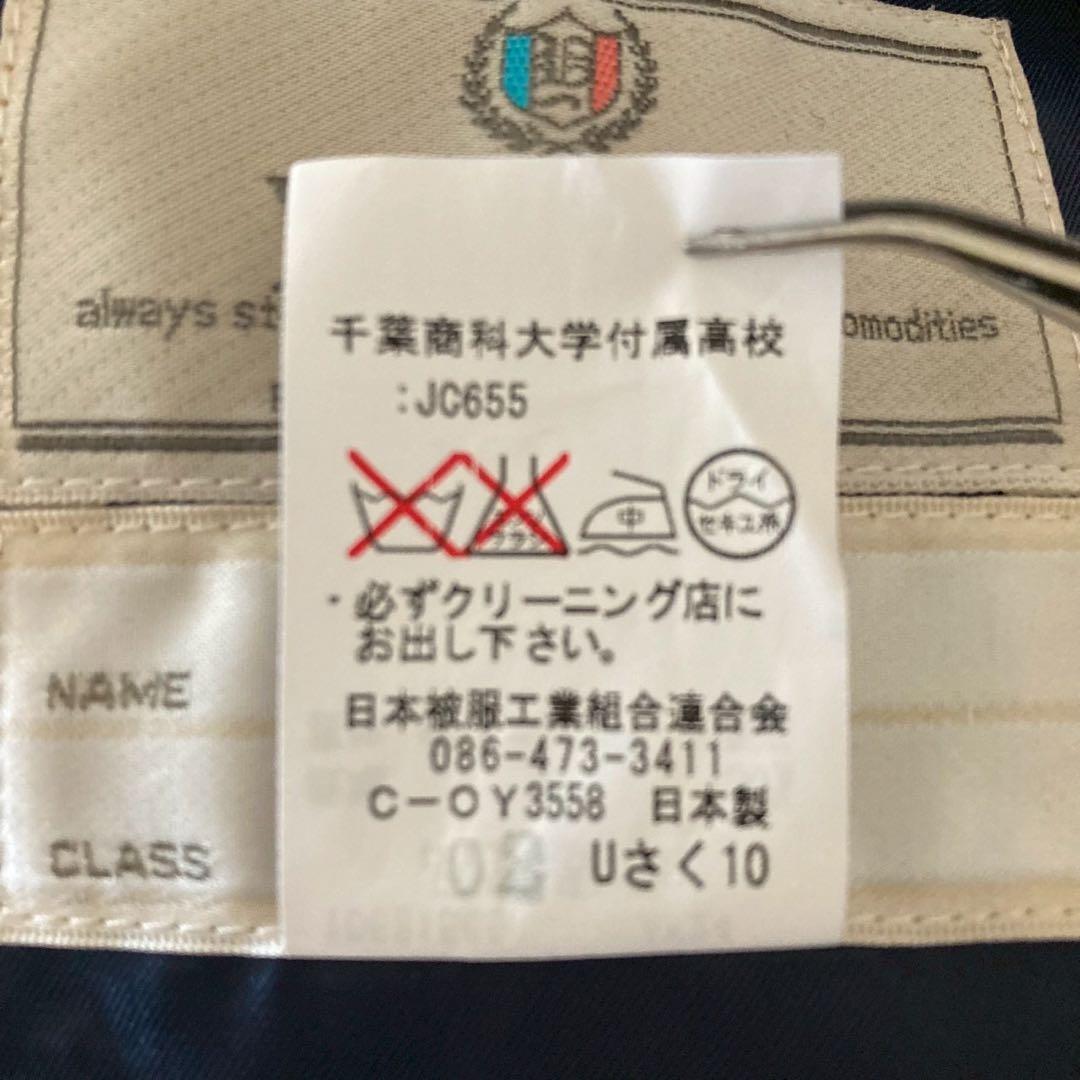 always
omodities
千葉商科大学付属高校
:JC655
中
ドライ
セキユ系
・必ずクリーニング店に
お出し下さい。
日本被服工業組合連合会
086-473-3411
C-OY3558 日本製
02 Uさく10
NAME
CLASS